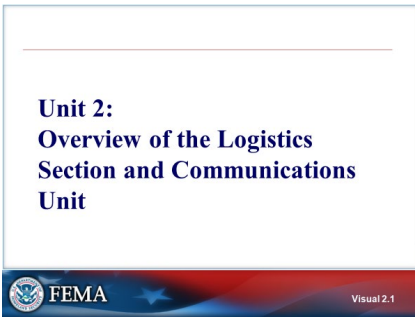 Unit 2:
Overview of the Logistics
Section and Communications
Unit
FEMA
Visual 2.1